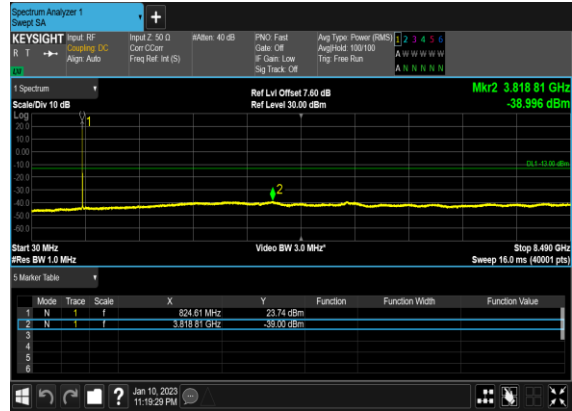 Spectrum Analyzer 1
Swept SA
+
KEYSIGHT Input: RF Input Z: 50 Ω #Atten: 40 dB PNO: Fast Avg Type: Power (RMS) 1 2 3 4 5 6
R T Coupling: DC Corr CCorr Gate: Off Avg|Hold: 100/100 A W W W W W
Align: Auto Freq Ref: Int (S) IF Gain: Low Trig: Free Run
Sig Track: Off A N N N N N
1 Spectrum Ref Lvl Offset 7.60 dB Mkr2 3.818 81 GHz
Scale/Div 10 dB Ref Level 30.00 dBm -38.996 dBm
Log
20.0
10.0
0.00
-10.0
-20.0
-30.0
-40.0
-50.0
-60.0
1
DL1 -13.00 dBm
2
Start 30 MHz Video BW 3.0 MHz* Stop 8.490 GHz
#Res BW 1.0 MHz Sweep 16.0 ms (40001 pts)
5 Marker Table
Mode Trace Scale X Y Function Function Width Function Value
1 N 1 f 824.61 MHz 23.74 dBm
2 N 1 f 3.818 81 GHz -39.00 dBm
3
4
5
6
? Jan 10, 2023
11:19:29 PM